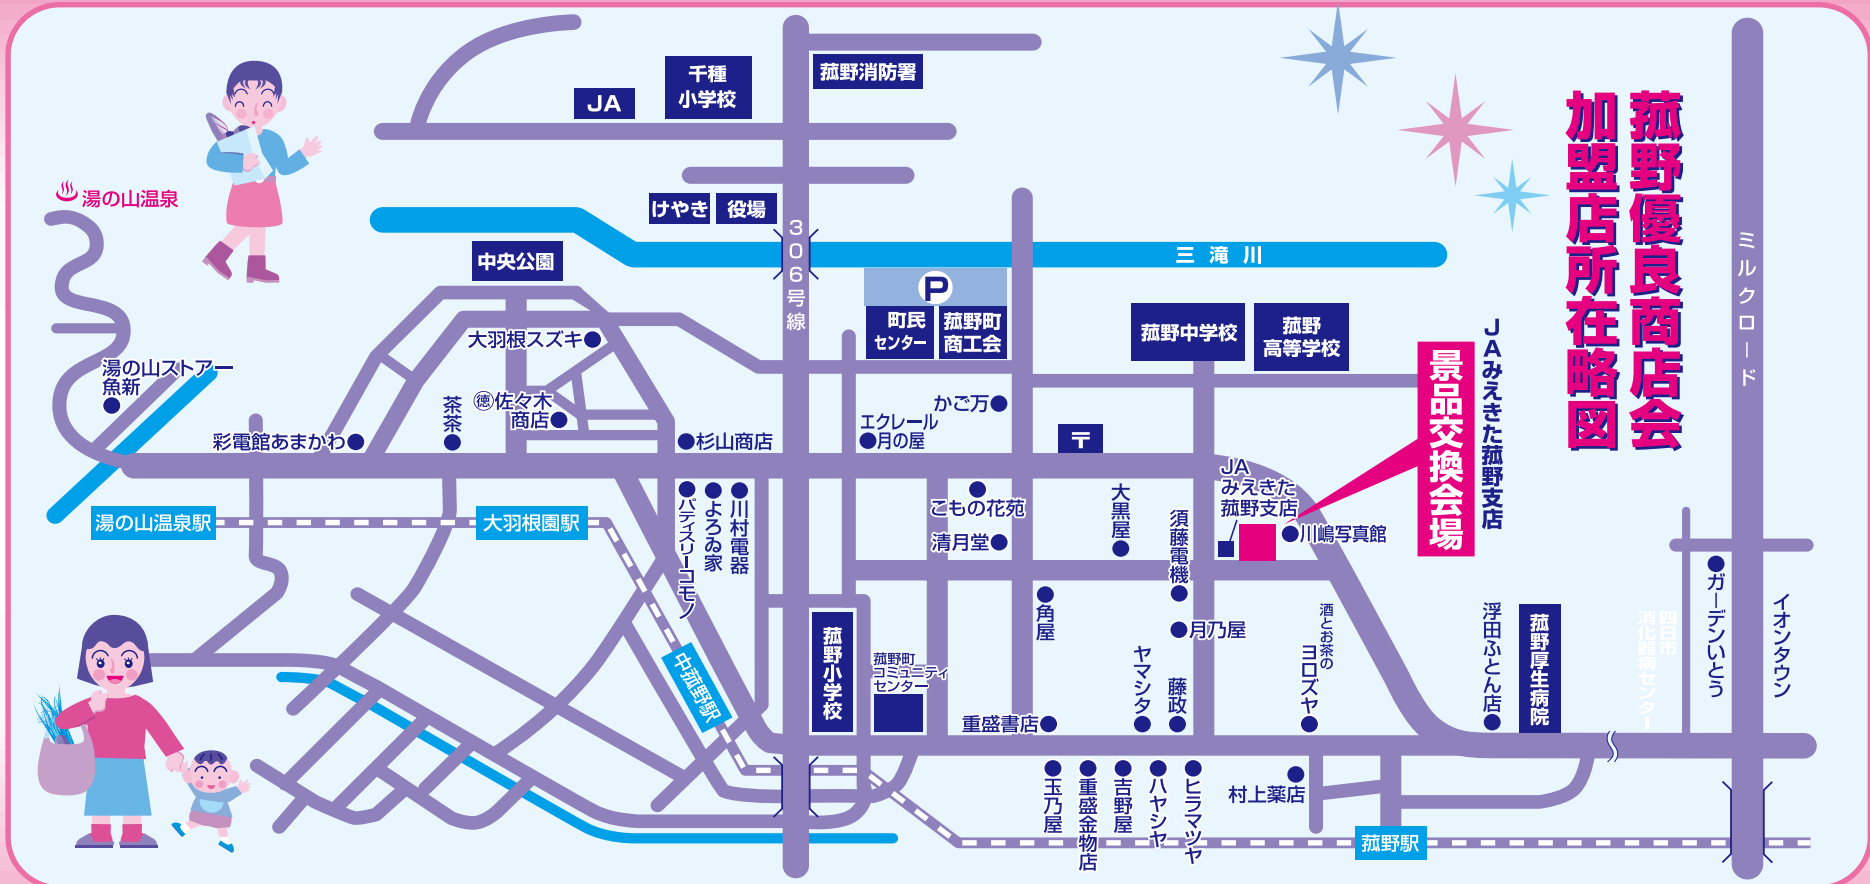 菰野優良商店会
加盟店所在略図
ミルクロード
千種
小学校
JA
菰野消防署
湯の山温泉
けやき
役場
306号線
三滝川
中央公園
P
町民
センター
菰野町
商工会
菰野中学校
菰野
高等学校
JAみえきた菰野支店
景品交換会場
大羽根スズキ
湯の山ストアー
魚新
茶茶
㊝佐々木
商店
彩電館あまかわ
杉山商店
かご万
エクレール
月の屋
〒
JA
みえきた
菰野支店
川嶋写真館
湯の山温泉駅
大羽根園駅
パティスリーコモノ
よろゐ家
川村電器
こもの花苑
清月堂
大黒屋
須藤電機
角屋
月乃屋
ヤマシタ
藤政
酒とお茶の
ヨロズヤ
浮田ふとん店
菰野厚生病院
四日市
消化器病センター
ガーデンいとう
イオンタウン
中菰野駅
菰野小学校
菰野町
コミュニティ
センター
重盛書店
玉乃屋
重盛金物店
吉野屋
ハヤシヤ
ヒラマツヤ
村上薬店
菰野駅